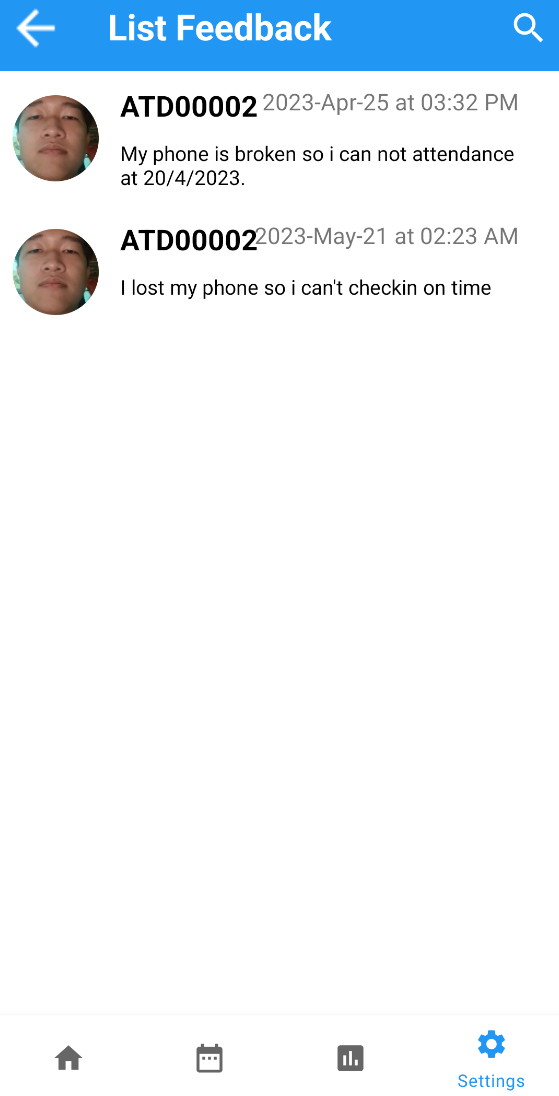 List Feedback
ATD00002 2023-Apr-25 at 03:32 PM
My phone is broken so i can not attendance
at 20/4/2023.
ATD00002 2023-May-21 at 02:23 AM
I lost my phone so i can't checkin on time
Settings